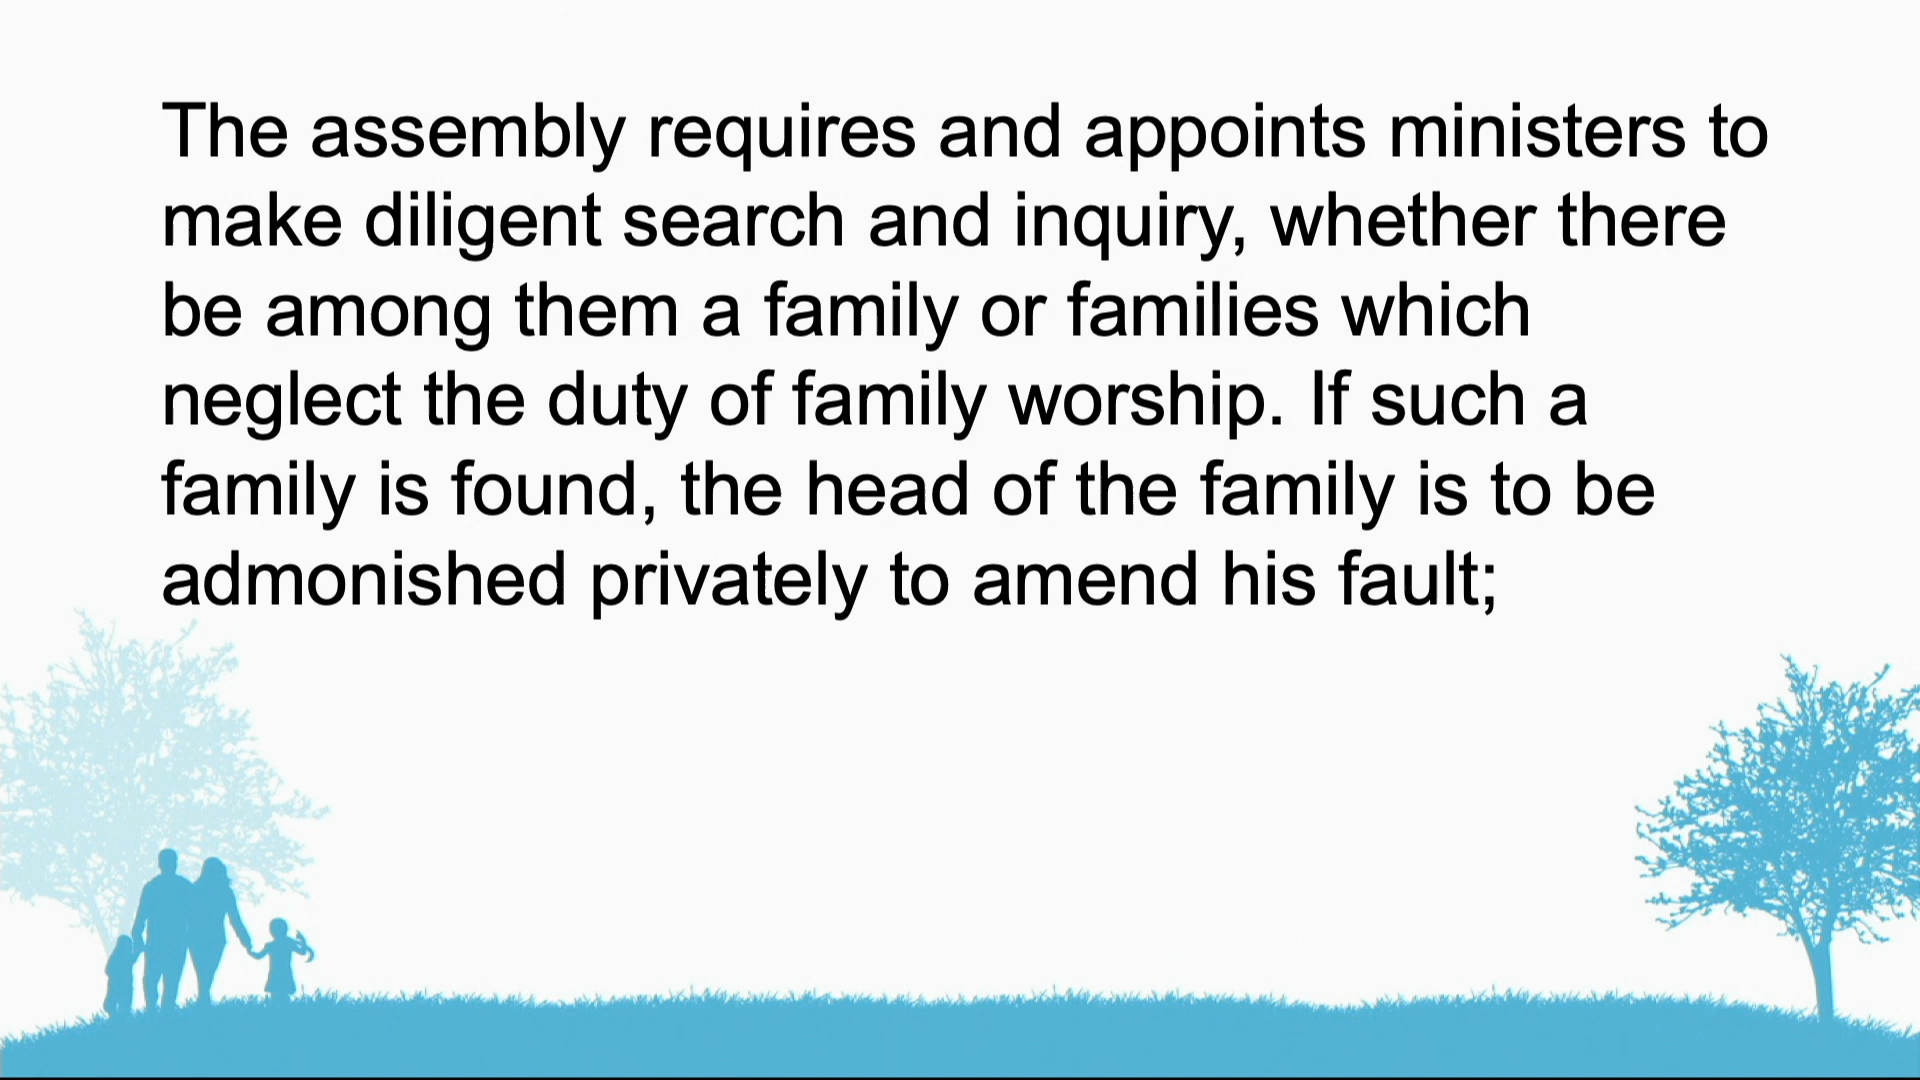 The assembly requires and appoints ministers to
make diligent search and inquiry, whether there
be among them a family or families which
neglect the duty of family worship. If such a
family is found, the head of the family is to be
admonished privately to amend his fault;